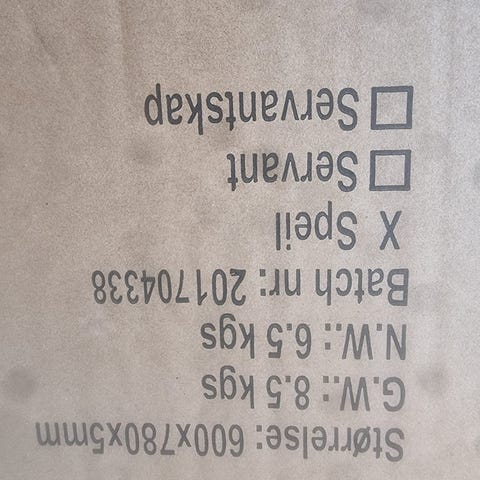 Størrelse: 600x780x5mm
G.W.: 8.5 kgs
N.W.: 6.5 kgs
Batch nr: 201704338
X Speil
☐ Servant
☐ Servantskap